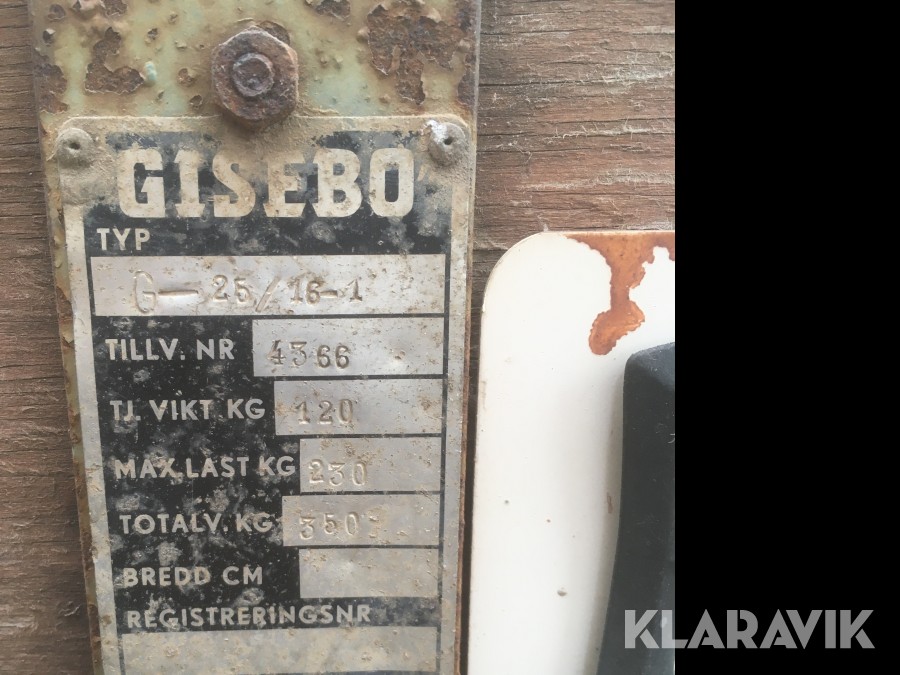 GISEBO
TYP
G-25/16-1
TILLV. NR 4366
TJ. VIKT KG 120
MAX. LAST KG 230
TOTALV. KG 350
BREDD CM
REGISTRERINGSNR
KLARAVIK